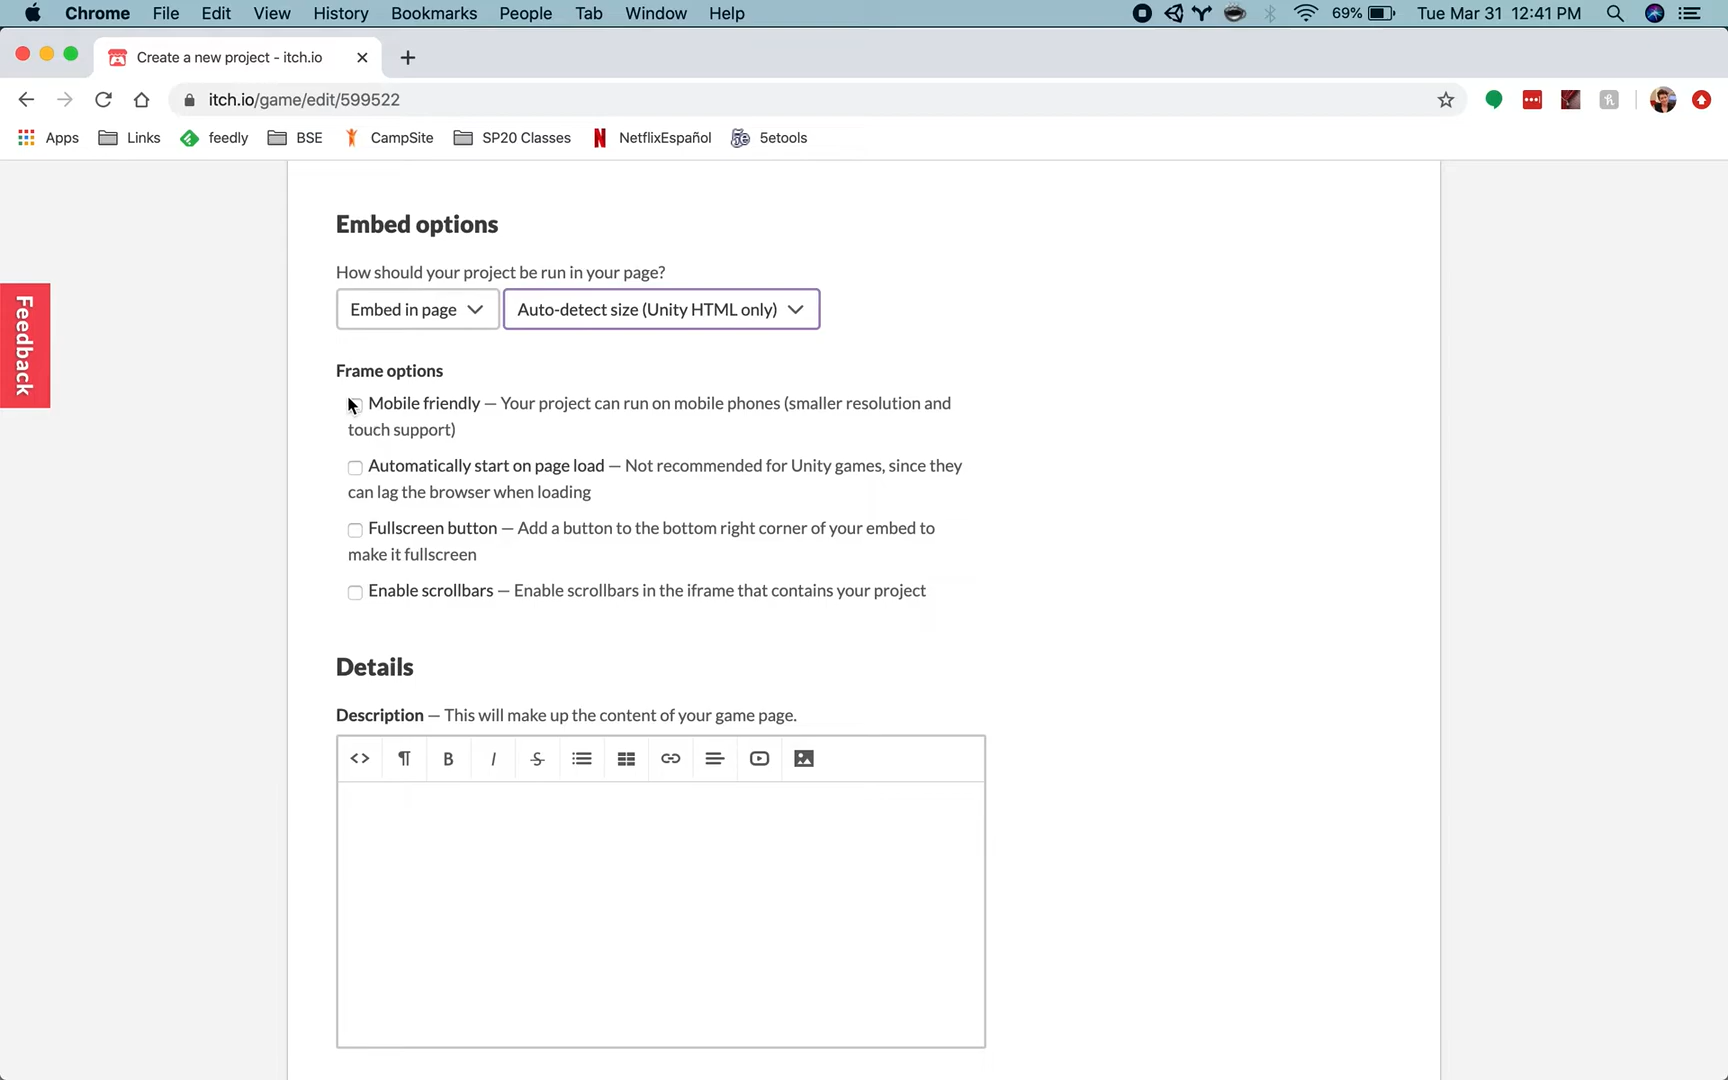 Chrome File Edit View History Bookmarks People Tab Window Help 69% Tue Mar 31 12:41 PM
Create a new project - itch.io
itch.io/game/edit/599522
Apps Links feedly BSE CampSite SP20 Classes NetflixEspañol 5etools
Feedback
Embed options
How should your project be run in your page?
Embed in page Auto-detect size (Unity HTML only)
Frame options
Mobile friendly — Your project can run on mobile phones (smaller resolution and
touch support)
Automatically start on page load — Not recommended for Unity games, since they
can lag the browser when loading
Fullscreen button — Add a button to the bottom right corner of your embed to
make it fullscreen
Enable scrollbars — Enable scrollbars in the iframe that contains your project
Details
Description — This will make up the content of your game page.